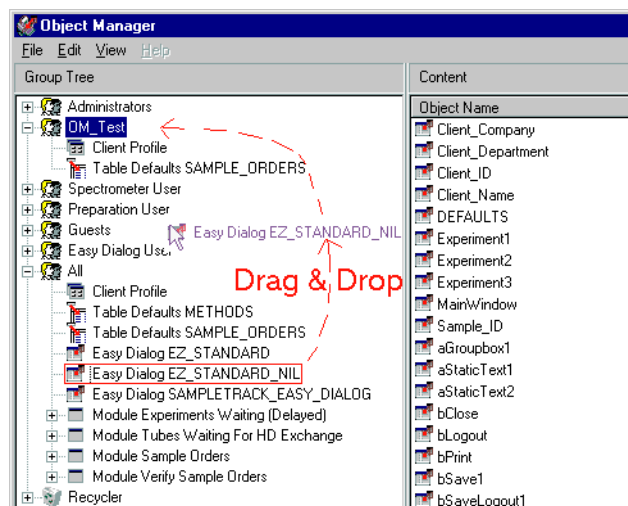 Object Manager
File Edit View Help
Group Tree
Administrators
OM_Test
Client Profile
Table Defaults SAMPLE_ORDERS
Spectrometer User
Preparation User
Guests
Easy Dialog EZ_STANDARD_NIL
Easy Dialog User
All
Drag & Drop
Client Profile
Table Defaults METHODS
Table Defaults SAMPLE_ORDERS
Easy Dialog EZ_STANDARD
Easy Dialog EZ_STANDARD_NIL
Easy Dialog SAMPLETRACK_EASY_DIALOG
Module Experiments Waiting (Delayed)
Module Tubes Waiting For HD Exchange
Module Sample Orders
Module Verify Sample Orders
Recycler
Content
Object Name
Client_Company
Client_Department
Client_ID
Client_Name
DEFAULTS
Experiment1
Experiment2
Experiment3
MainWindow
Sample_ID
aGroupbox1
aStaticText1
aStaticText2
bClose
bLogout
bPrint
bSave1
bSaveLogout1